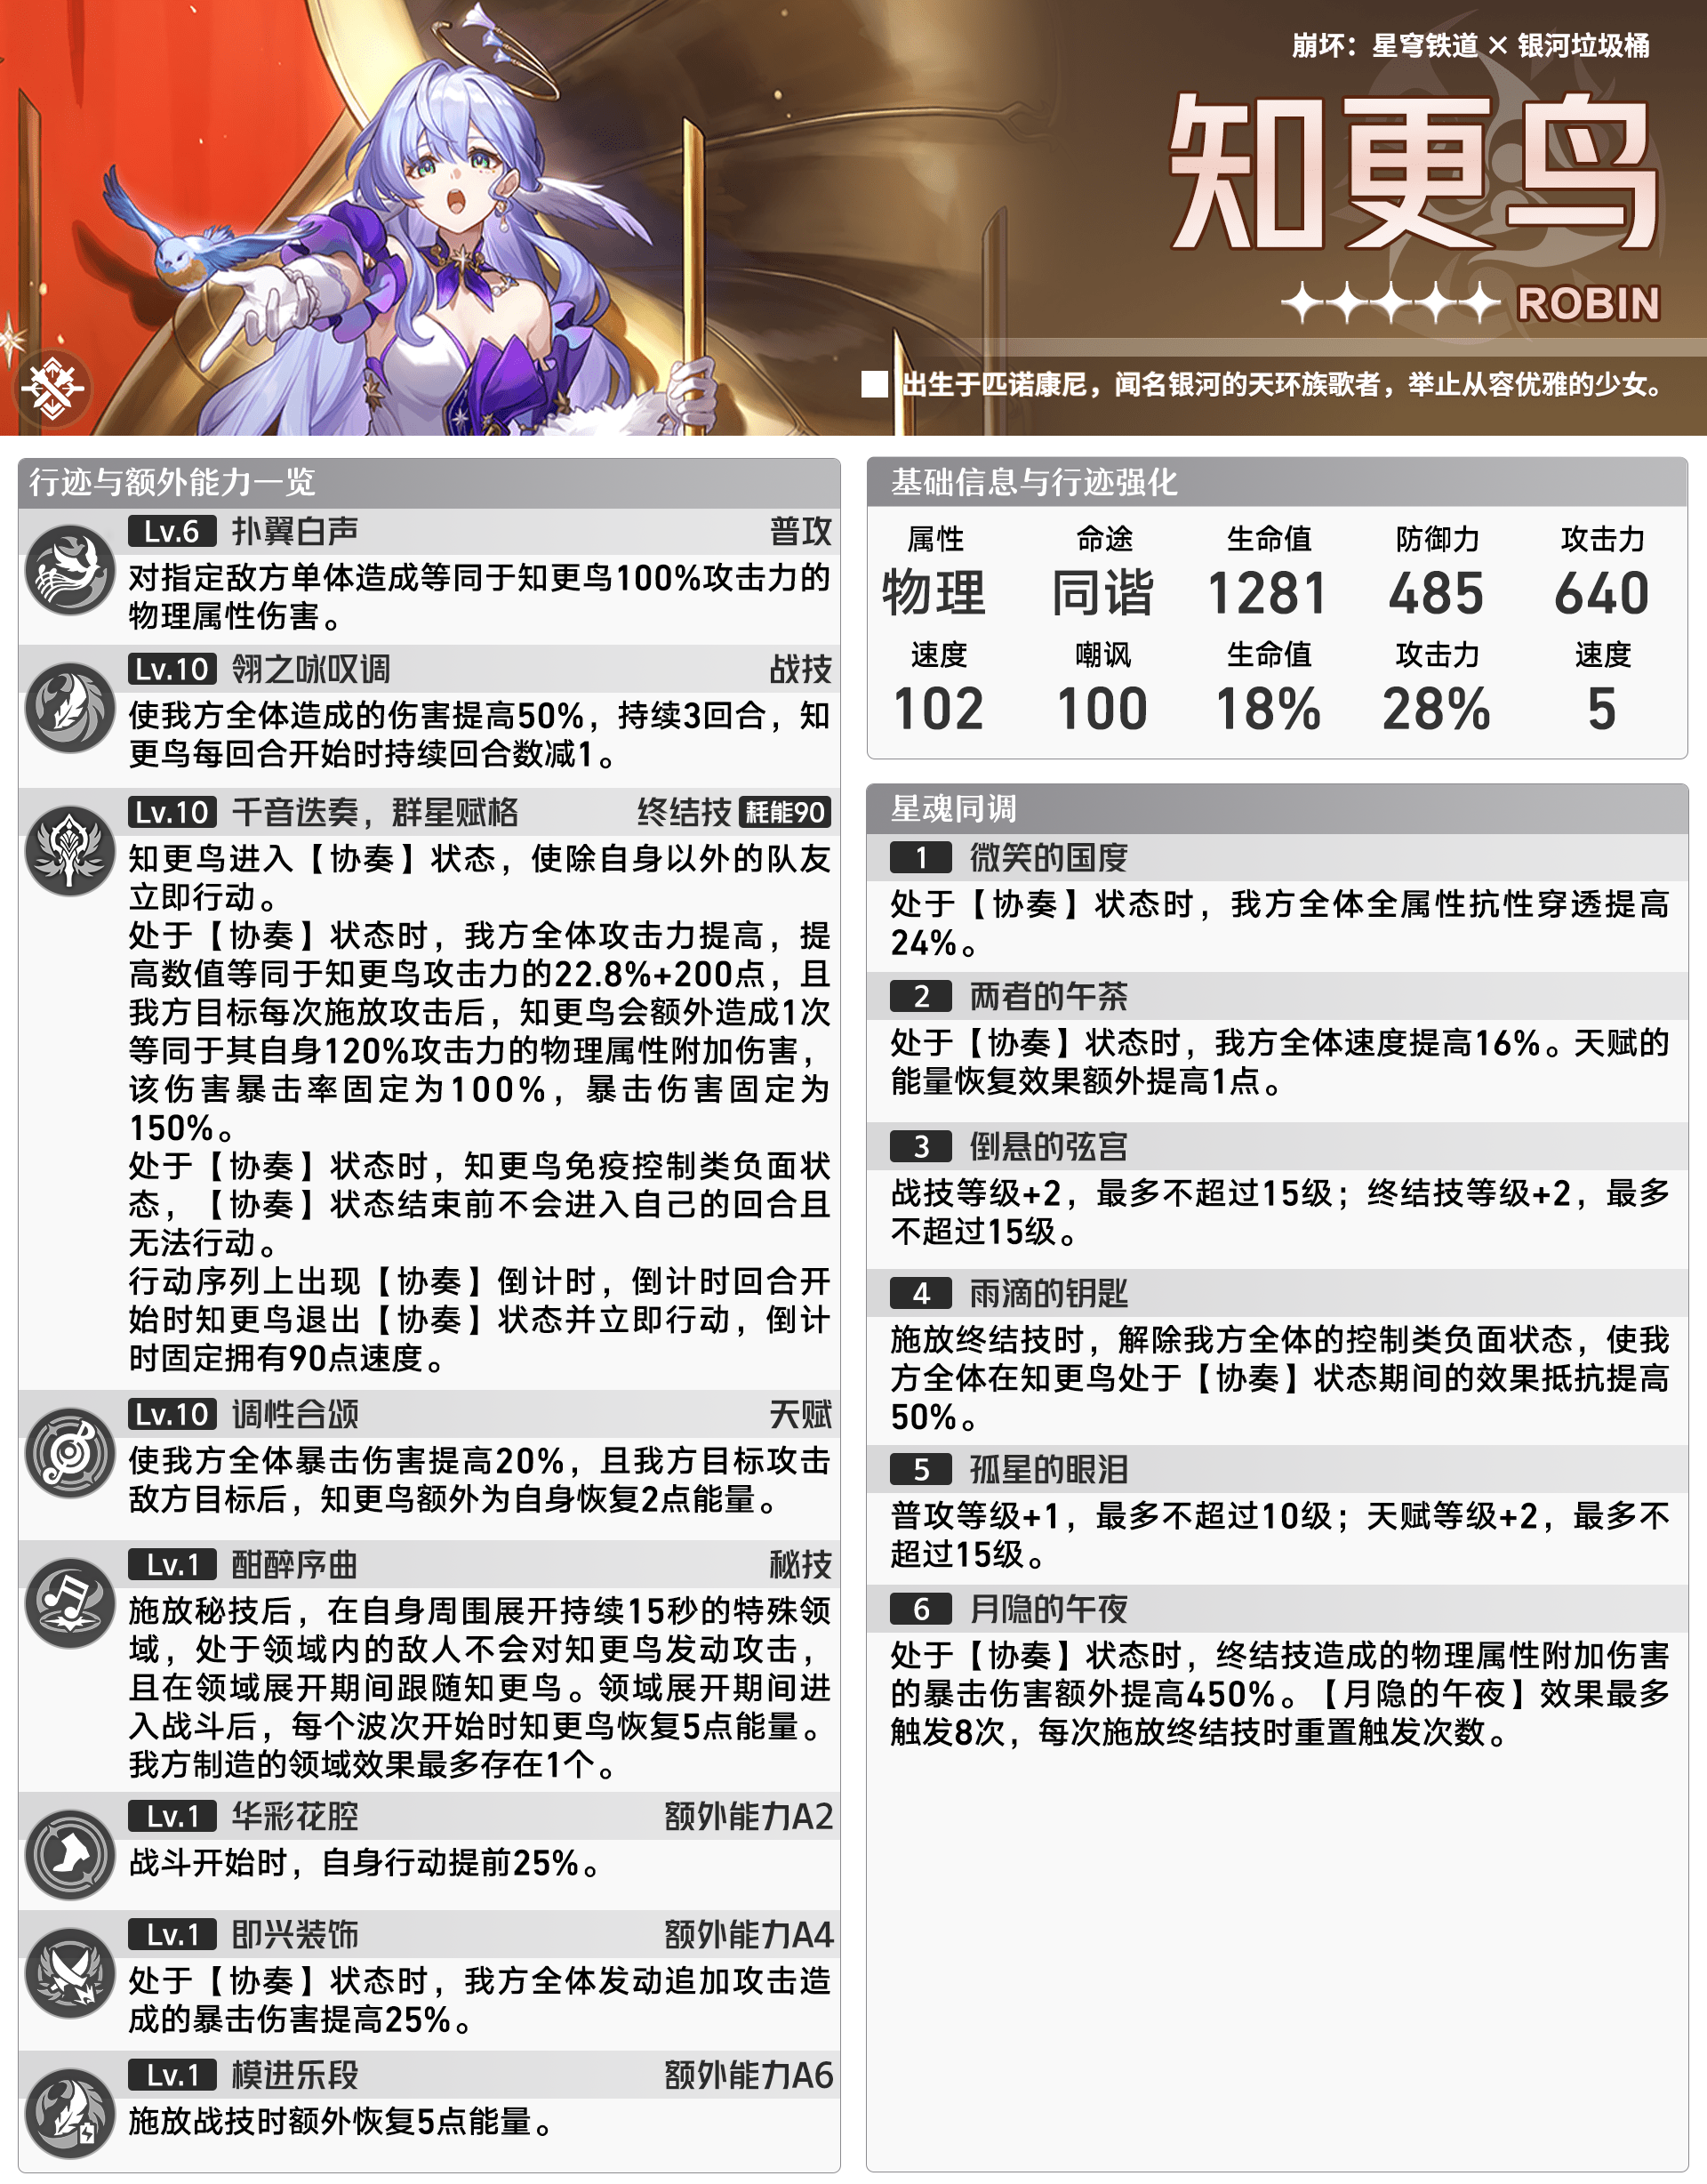 崩坏：星穹铁道 × 银河垃圾桶
知更鸟
ROBIN
出生于匹诺康尼，闻名银河的天环族歌者，举止从容优雅的少女。
行迹与额外能力一览
Lv.6 扑翼白声 普攻
对指定敌方单体造成等同于知更鸟100%攻击力的
物理属性伤害。
Lv.10 翎之咏叹调 战技
使我方全体造成的伤害提高50%，持续3回合，知
更鸟每回合开始时持续回合数减1。
Lv.10 千音迭奏，群星赋格 终结技 耗能90
知更鸟进入【协奏】状态，使除自身以外的队友
立即行动。
处于【协奏】状态时，我方全体攻击力提高，提
高数值等同于知更鸟攻击力的22.8%+200点，且
我方目标每次施放攻击后，知更鸟会额外造成1次
等同于其自身120%攻击力的物理属性附加伤害，
该伤害暴击率固定为100%，暴击伤害固定为
150%。
处于【协奏】状态时，知更鸟免疫控制类负面状
态，【协奏】状态结束前不会进入自己的回合且
无法行动。
行动序列上出现【协奏】倒计时，倒计时回合开
始时知更鸟退出【协奏】状态并立即行动，倒计
时固定拥有90点速度。
Lv.10 调性合颂 天赋
使我方全体暴击伤害提高20%，且我方目标攻击
敌方目标后，知更鸟额外为自身恢复2点能量。
Lv.1 酣醉序曲 秘技
施放秘技后，在自身周围展开持续15秒的特殊领
域，处于领域内的敌人不会对知更鸟发动攻击，
且在领域展开期间跟随知更鸟。领域展开期间进
入战斗后，每个波次开始时知更鸟恢复5点能量。
我方制造的领域效果最多存在1个。
Lv.1 华彩花腔 额外能力A2
战斗开始时，自身行动提前25%。
Lv.1 即兴装饰 额外能力A4
处于【协奏】状态时，我方全体发动追加攻击造
成的暴击伤害提高25%。
Lv.1 模进乐段 额外能力A6
施放战技时额外恢复5点能量。
基础信息与行迹强化
属性 命途 生命值 防御力 攻击力
物理 同谐 1281 485 640
速度 嘲讽 生命值 攻击力 速度
102 100 18% 28% 5
星魂同调
1 微笑的国度
处于【协奏】状态时，我方全体全属性抗性穿透提高
24%。
2 两者的午茶
处于【协奏】状态时，我方全体速度提高16%。天赋的
能量恢复效果额外提高1点。
3 倒悬的弦宫
战技等级+2，最多不超过15级；终结技等级+2，最多
不超过15级。
4 雨滴的钥匙
施放终结技时，解除我方全体的控制类负面状态，使我
方全体在知更鸟处于【协奏】状态期间的效果抵抗提高
50%。
5 孤星的眼泪
普攻等级+1，最多不超过10级；天赋等级+2，最多不
超过15级。
6 月隐的午夜
处于【协奏】状态时，终结技造成的物理属性附加伤害
的暴击伤害额外提高450%。【月隐的午夜】效果最多
触发8次，每次施放终结技时重置触发次数。